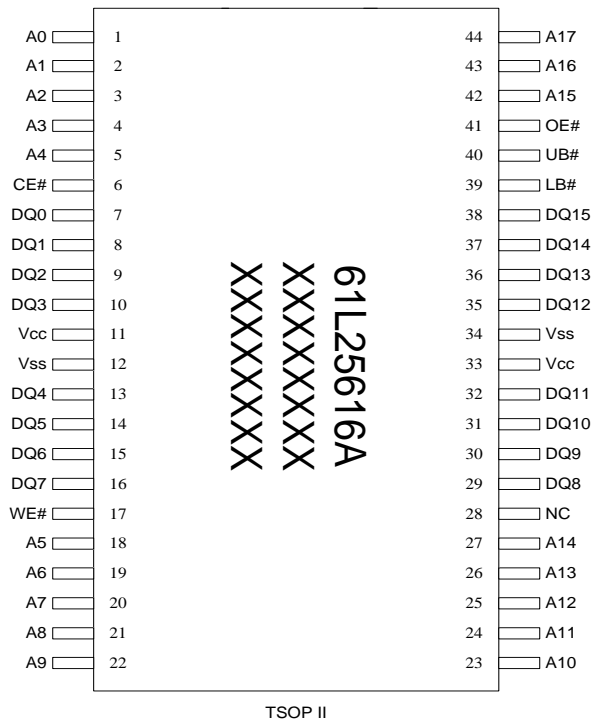 A0 1 44 A17
A1 2 43 A16
A2 3 42 A15
A3 4 41 OE#
A4 5 40 UB#
CE# 6 39 LB#
DQ0 7 38 DQ15
DQ1 8 37 DQ14
DQ2 9 36 DQ13
DQ3 10 35 DQ12
Vcc 11 34 Vss
Vss 12 33 Vcc
DQ4 13 32 DQ11
DQ5 14 31 DQ10
DQ6 15 30 DQ9
DQ7 16 29 DQ8
WE# 17 28 NC
A5 18 27 A14
A6 19 26 A13
A7 20 25 A12
A8 21 24 A11
A9 22 23 A10
61L25616A
XXXXXXXX
XXXXXXXX
TSOP II